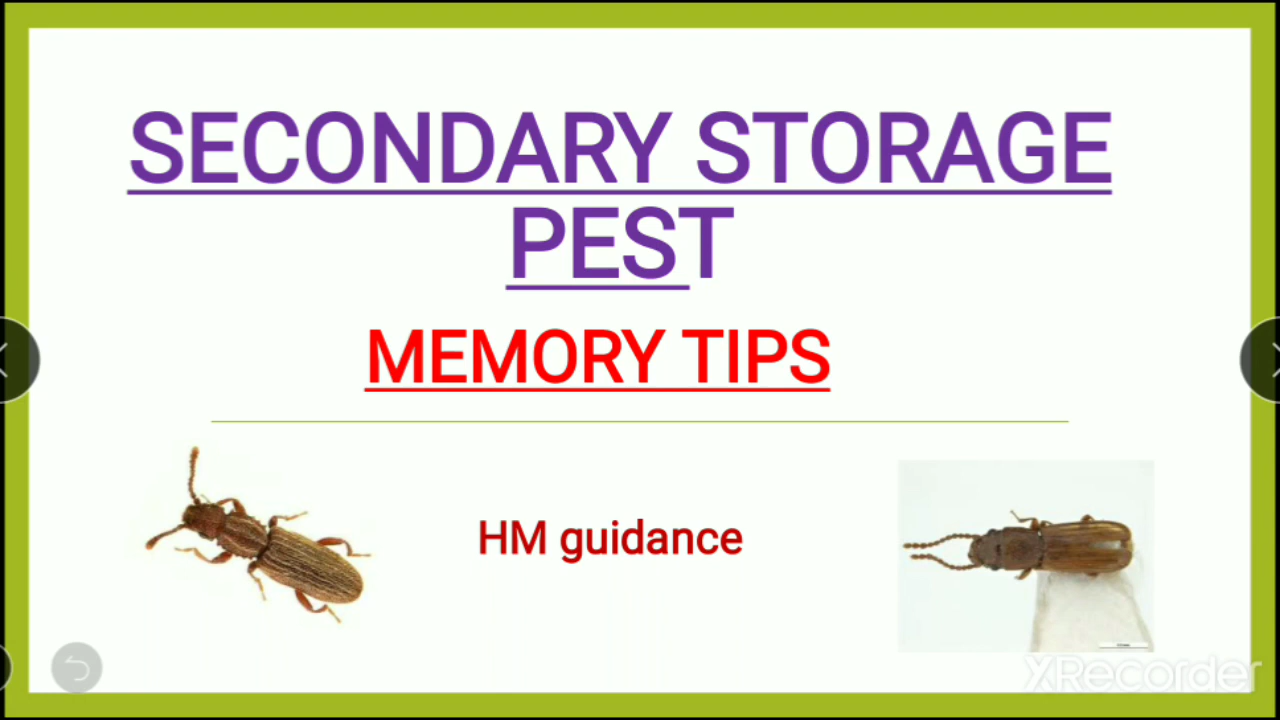 SECONDARY STORAGE
PEST
MEMORY TIPS
HM guidance
XRecorder